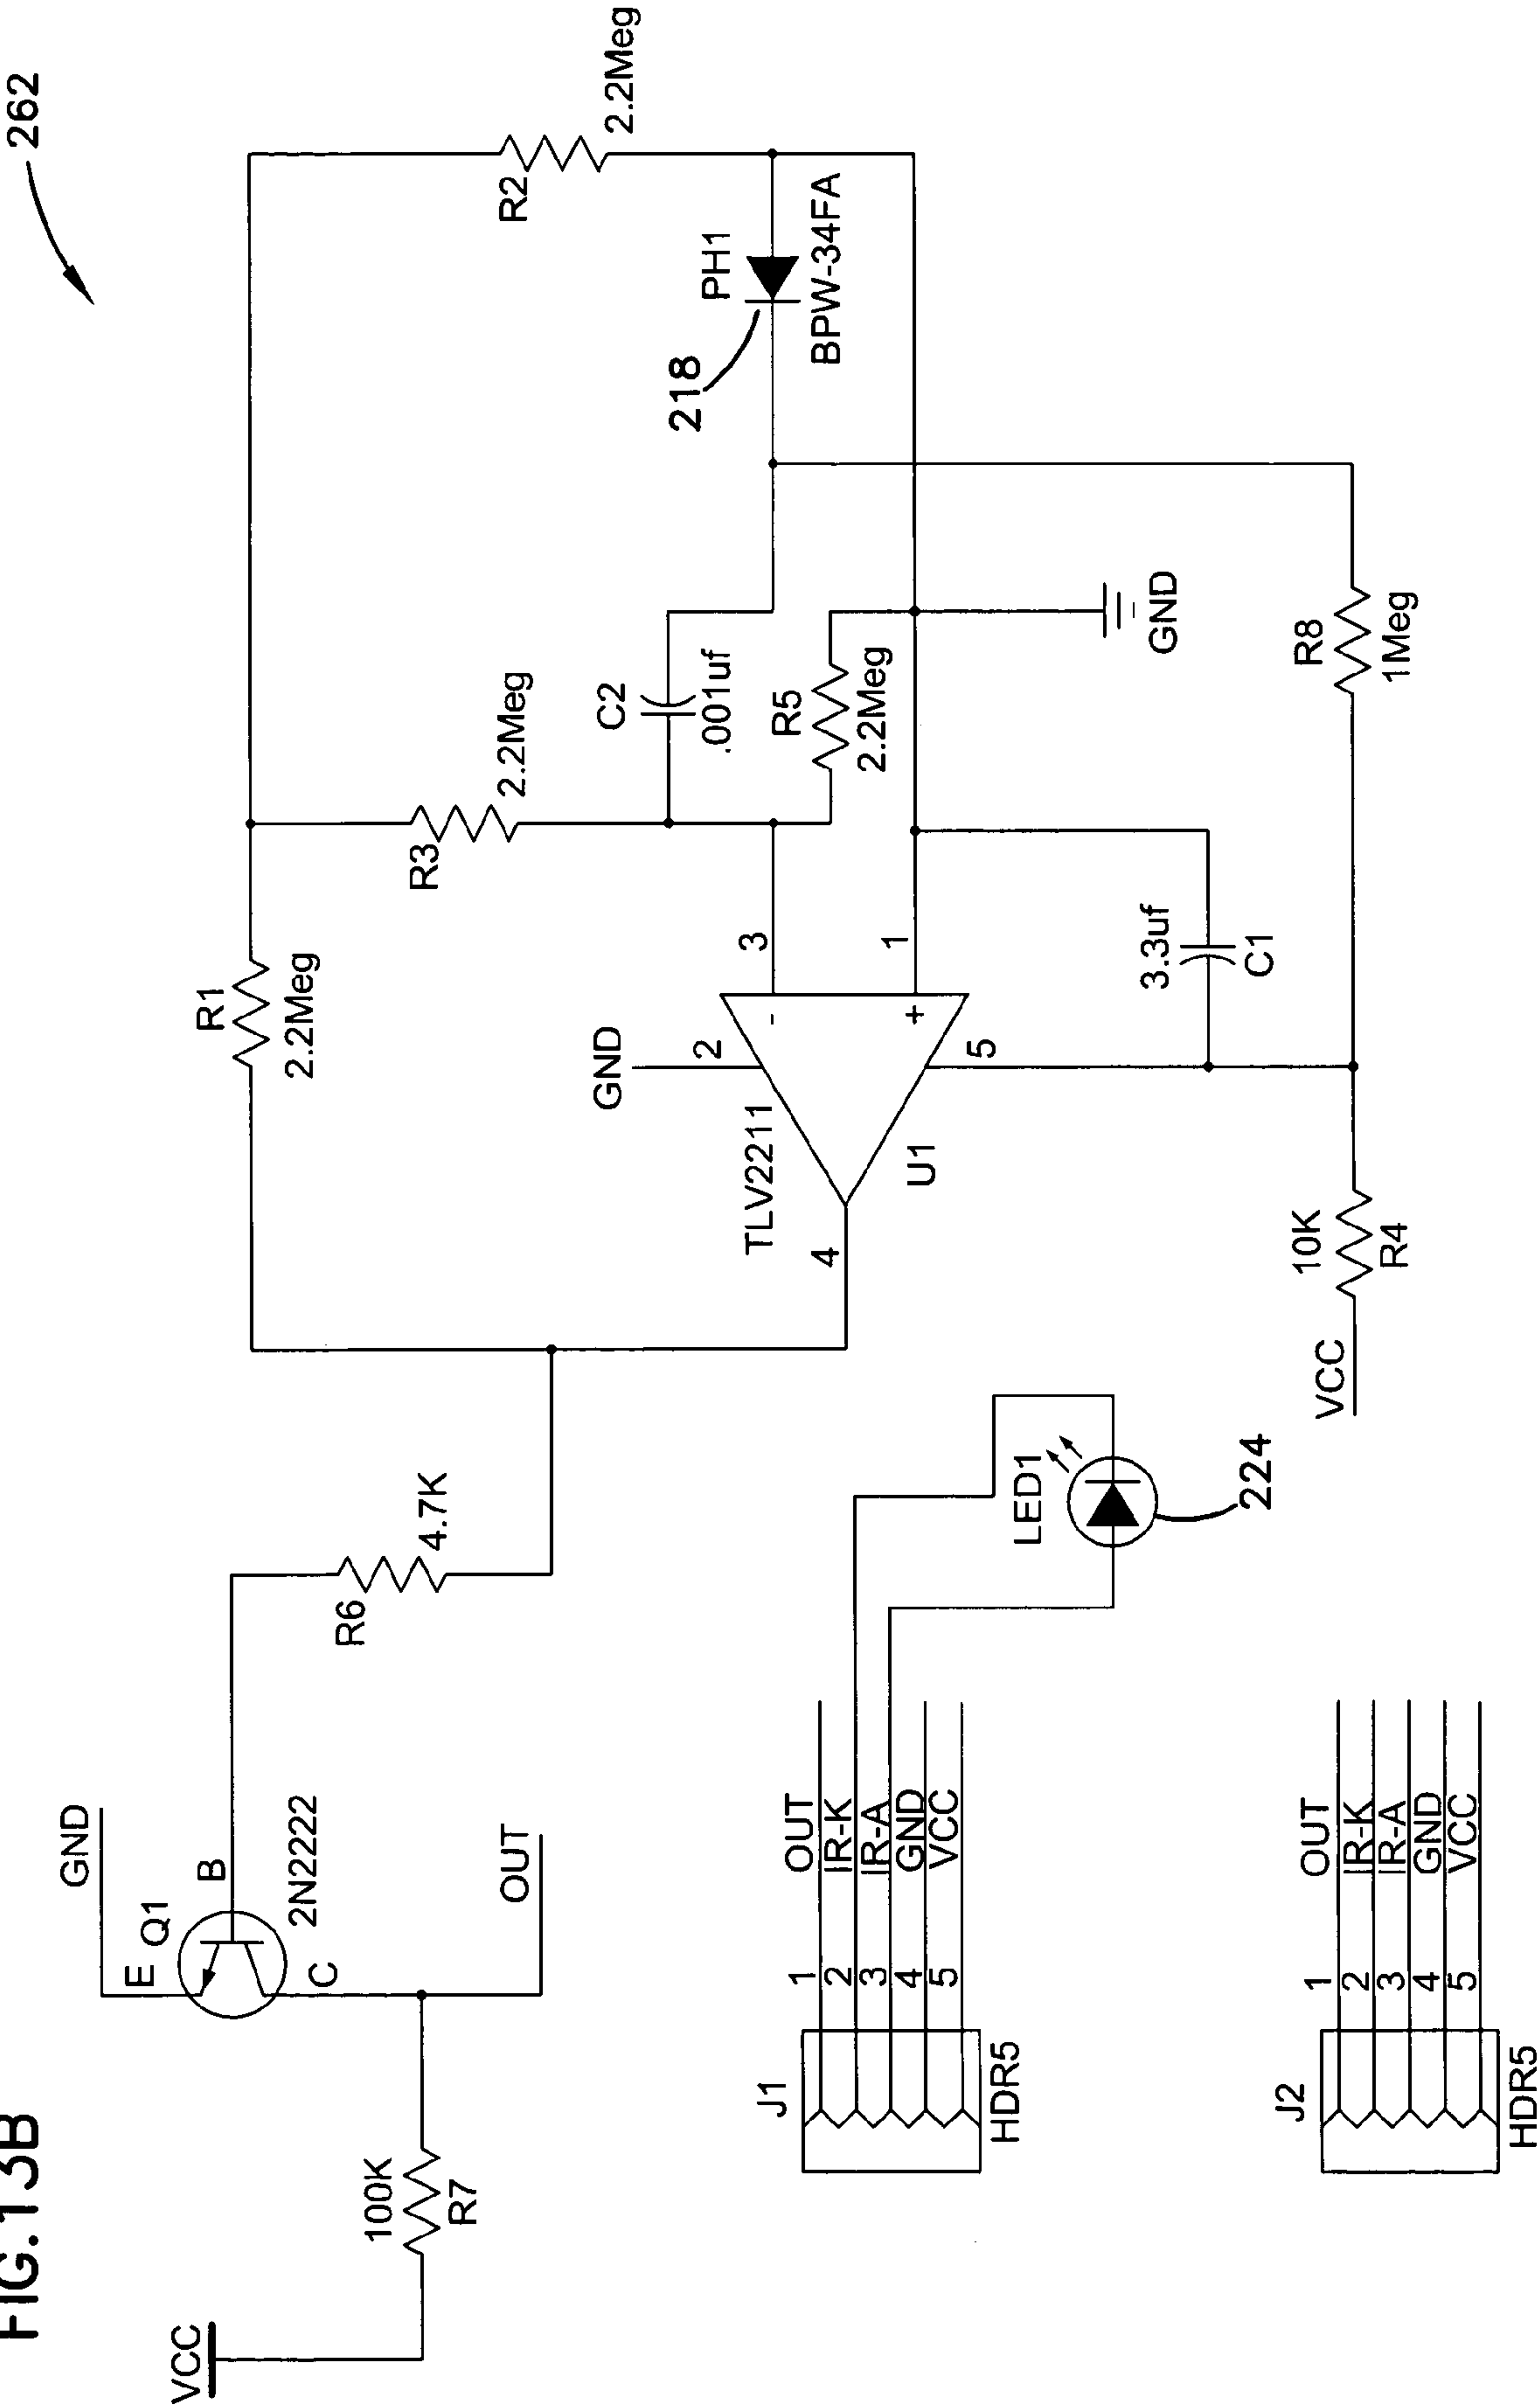 FIG.13B
262
VCC
100K
R7
GND
E
Q1
B
C
2N2222
OUT
R6
4.7K
R1
2.2Meg
R3
2.2Meg
R2
2.2Meg
GND
2
TLV2211
4
U1
-
+
3
1
5
C2
.001uf
R5
2.2Meg
218
PH1
BPW-34FA
GND
3.3uf
C1
R8
1Meg
10K
R4
VCC
J1
HDR5
1
2
3
4
5
OUT
IR-K
IR-A
GND
VCC
LED1
224
J2
HDR5
1
2
3
4
5
OUT
IR-K
IR-A
GND
VCC